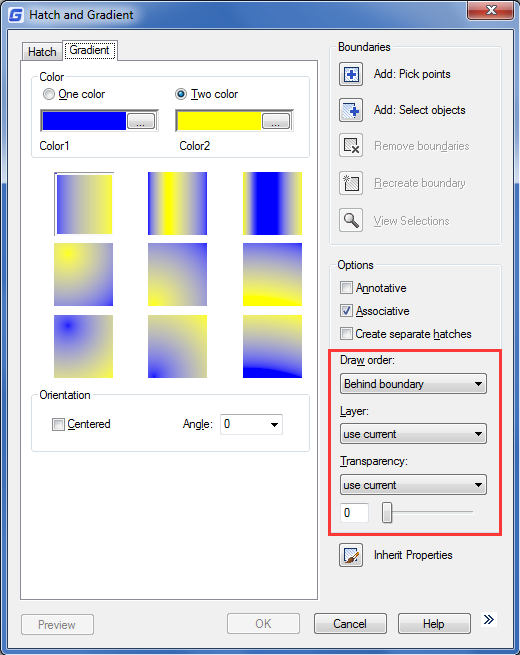 Hatch and Gradient
Hatch
Gradient
Color
One color
Two color
...
...
Color1
Color2
Orientation
Centered
Angle:
0
Boundaries
Add: Pick points
Add: Select objects
Remove boundaries
Recreate boundary
View Selections
Options
Annotative
Associative
Create separate hatches
Draw order:
Behind boundary
Layer:
use current
Transparency:
use current
0
Inherit Properties
Preview
OK
Cancel
Help